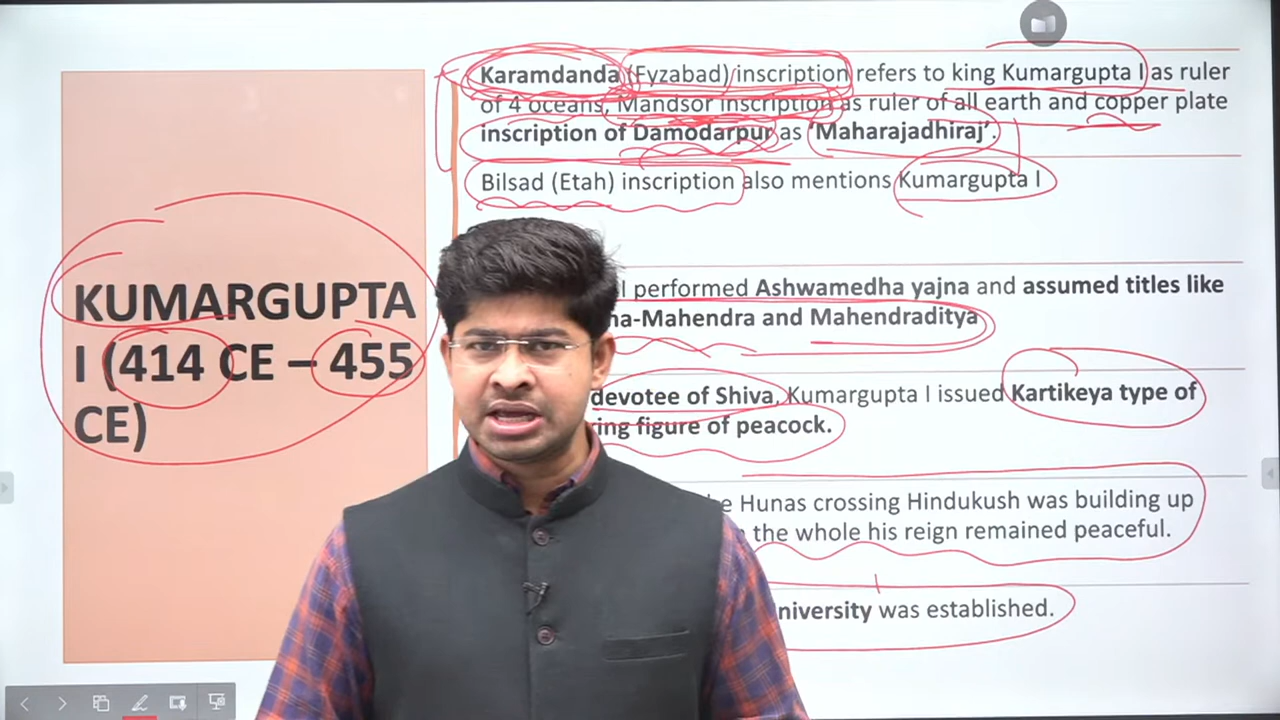 KUMARGUPTA
I (414 CE – 455
CE)
Karamdanda (Fyzabad) inscription refers to king Kumargupta I as ruler
of 4 oceans, Mandsor inscription as ruler of all earth and copper plate
inscription of Damodarpur as 'Maharajadhiraj'.
Bilsad (Etah) inscription also mentions Kumargupta I
I performed Ashwamedha yajna and assumed titles like
na-Mahendra and Mahendraditya
devotee of Shiva, Kumargupta I issued Kartikeya type of
ring figure of peacock.
Hunas crossing Hindukush was building up
the whole his reign remained peaceful.
niversity was established.